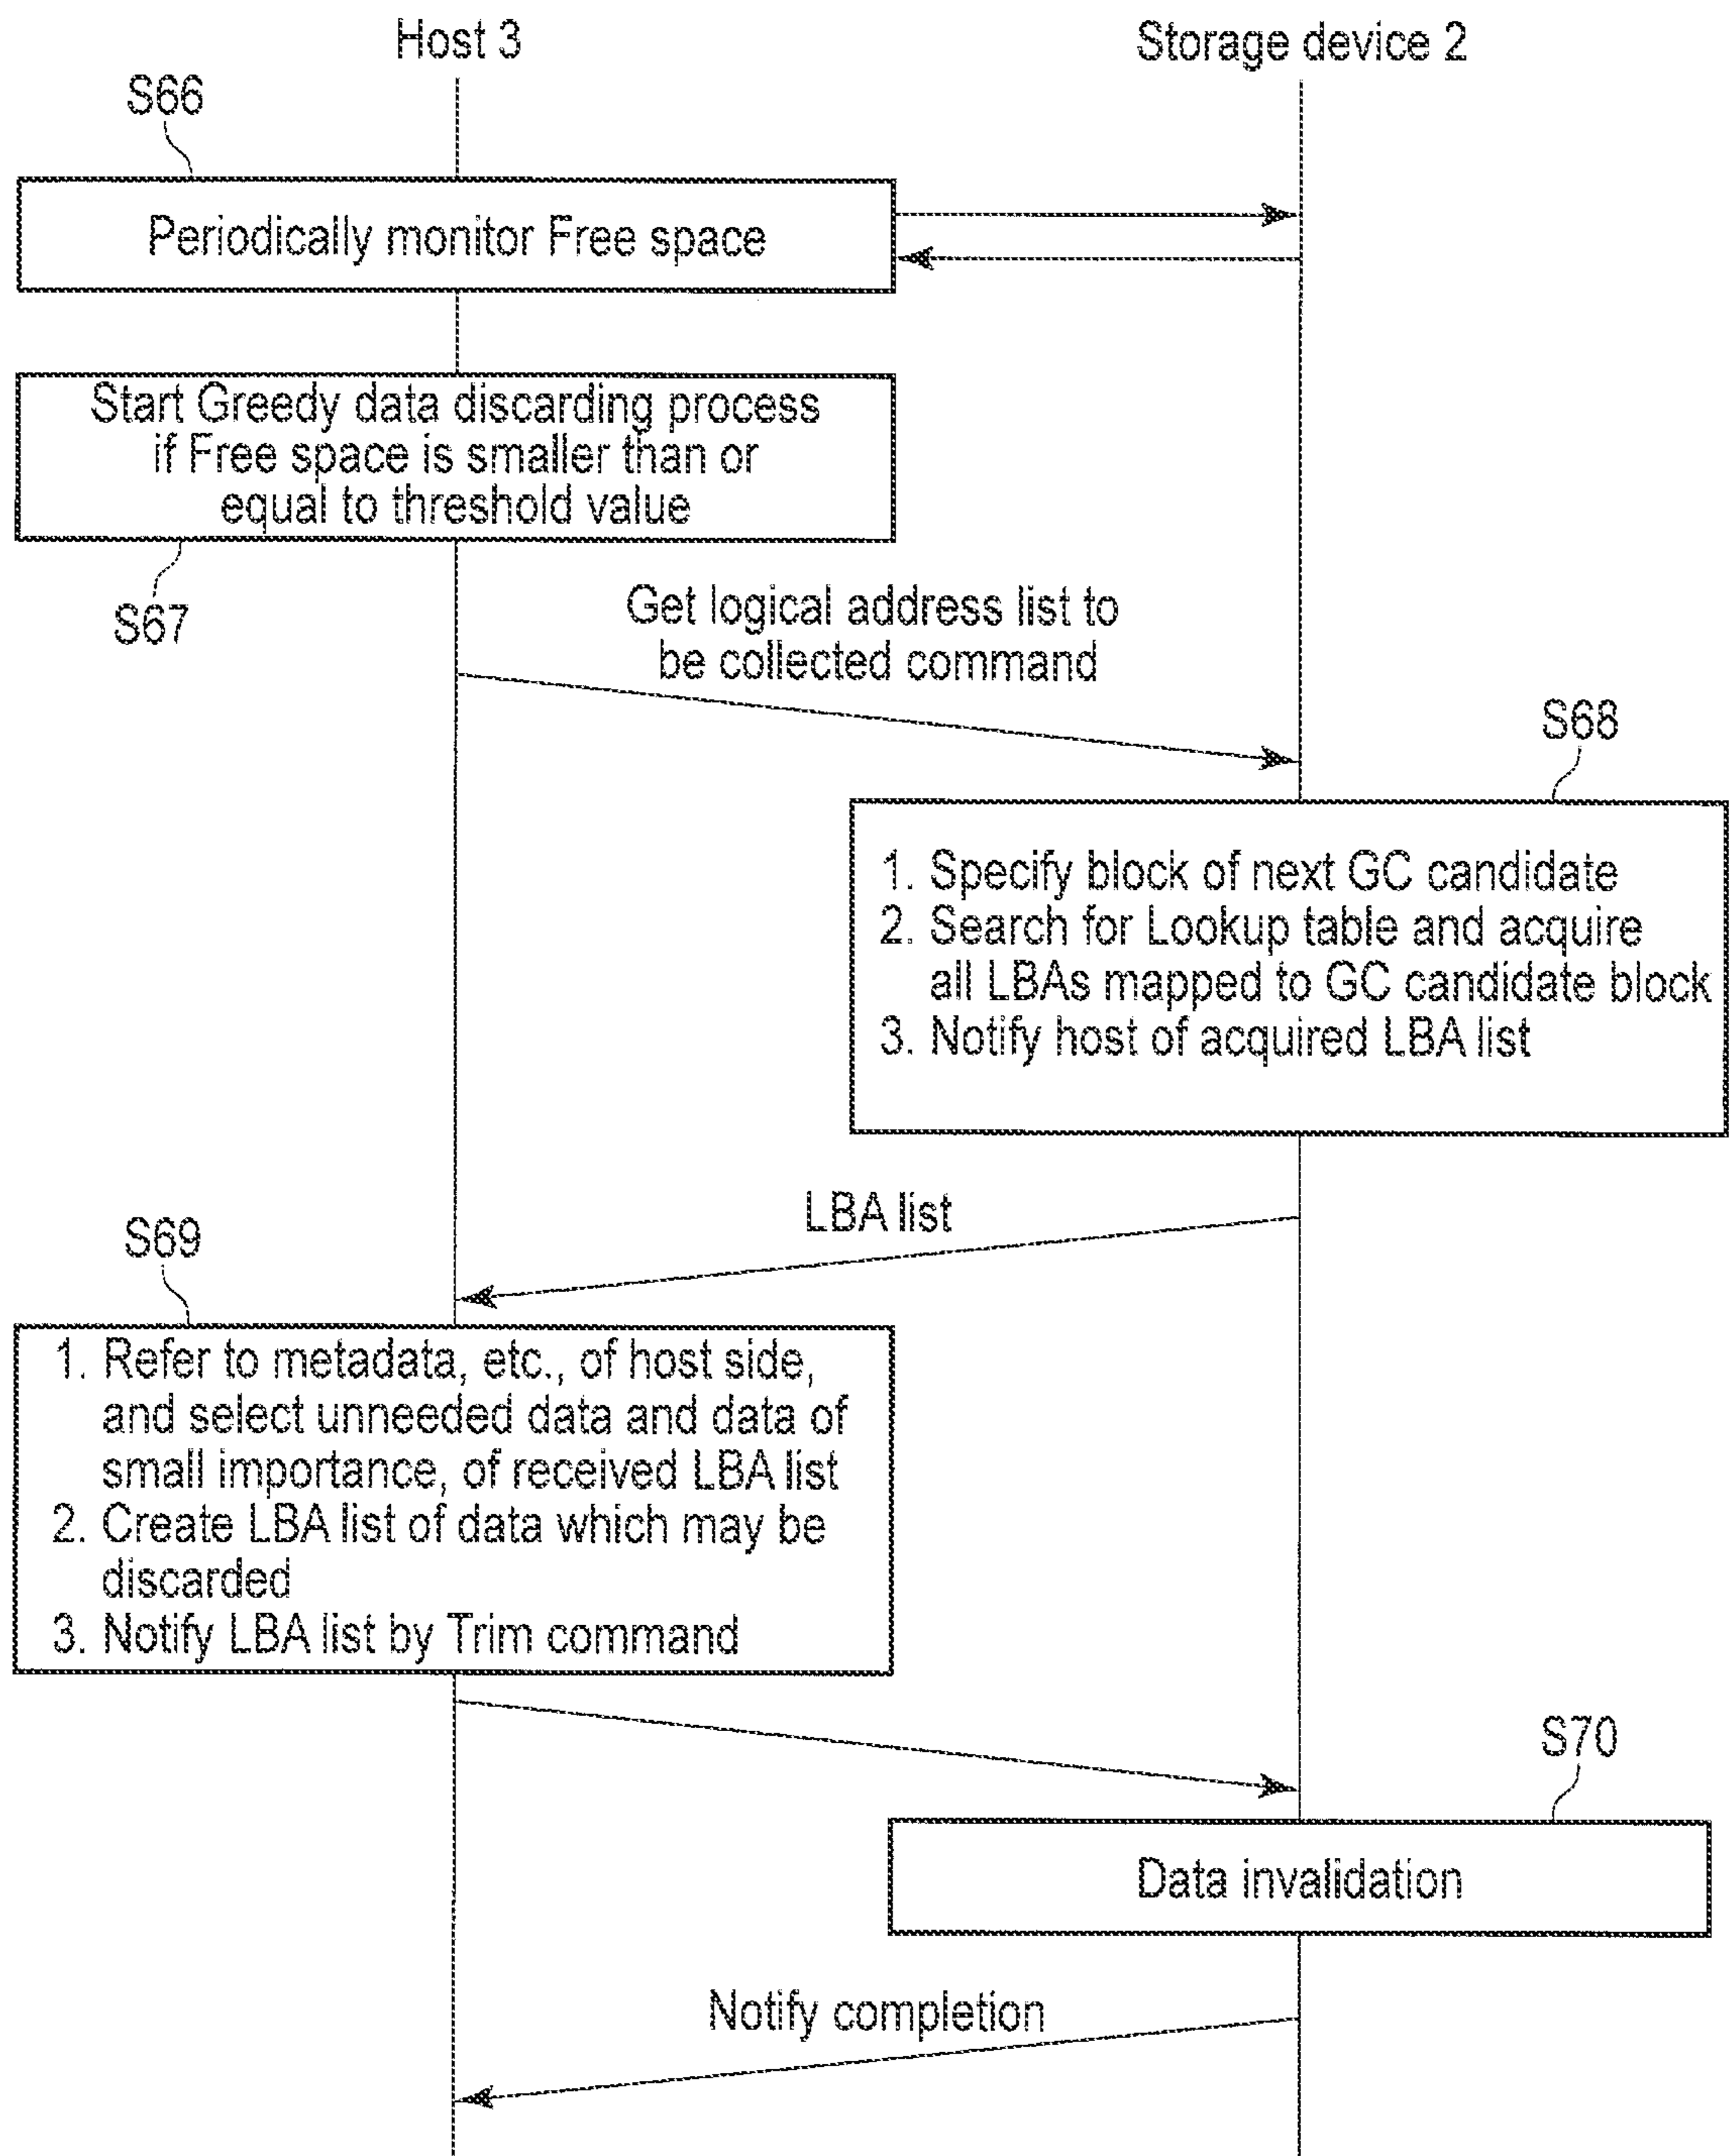 Host 3
Storage device 2
S66
Periodically monitor Free space
Start Greedy data discarding process
if Free space is smaller than or
equal to threshold value
S67
Get logical address list to
be collected command
S68
1. Specify block of next GC candidate
2. Search for Lookup table and acquire
all LBAs mapped to GC candidate block
3. Notify host of acquired LBA list
LBA list
S69
1. Refer to metadata, etc., of host side,
and select unneeded data and data of
small importance, of received LBA list
2. Create LBA list of data which may be
discarded
3. Notify LBA list by Trim command
S70
Data invalidation
Notify completion